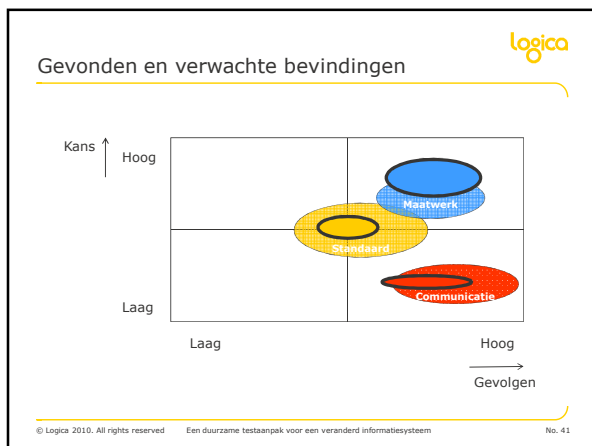 Logica
Gevonden en verwachte bevindingen
Kans
Hoog
Maatwerk
Standaard
Communicatie
Laag
Laag
Hoog
Gevolgen
© Logica 2010. All rights reserved Een duurzame testaanpak voor een veranderd informatiesysteem No. 41